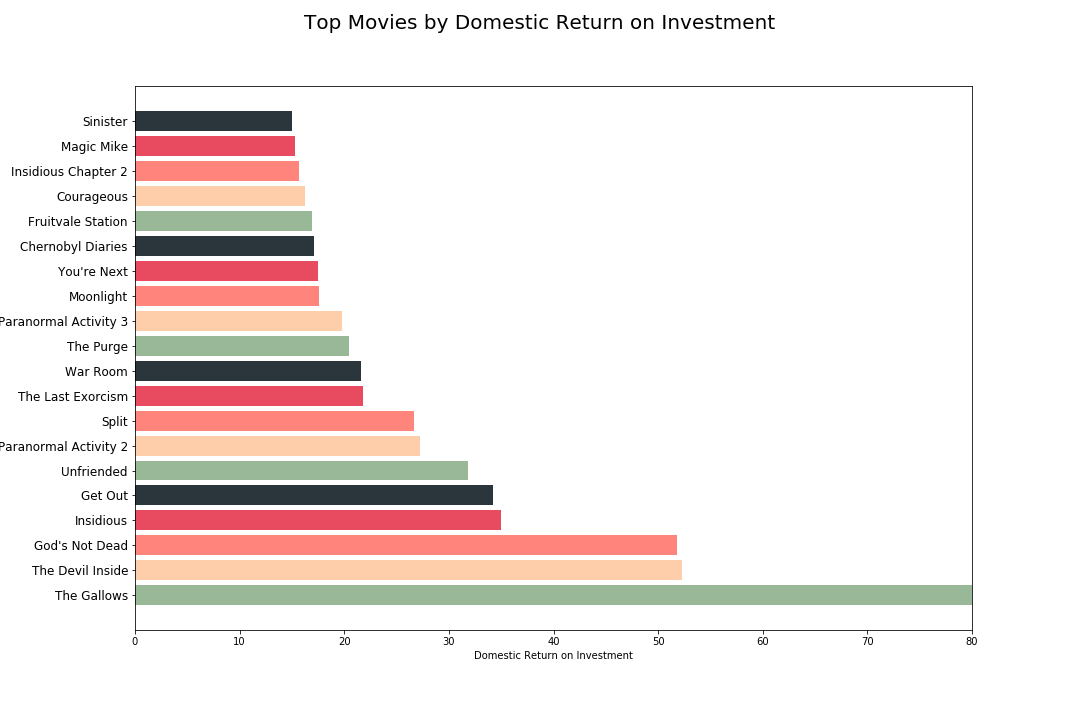 Top Movies by Domestic Return on Investment
Sinister
Magic Mike
Insidious Chapter 2
Courageous
Fruitvale Station
Chernobyl Diaries
You're Next
Moonlight
Paranormal Activity 3
The Purge
War Room
The Last Exorcism
Split
Paranormal Activity 2
Unfriended
Get Out
Insidious
God's Not Dead
The Devil Inside
The Gallows
0 10 20 30 40 50 60 70 80
Domestic Return on Investment